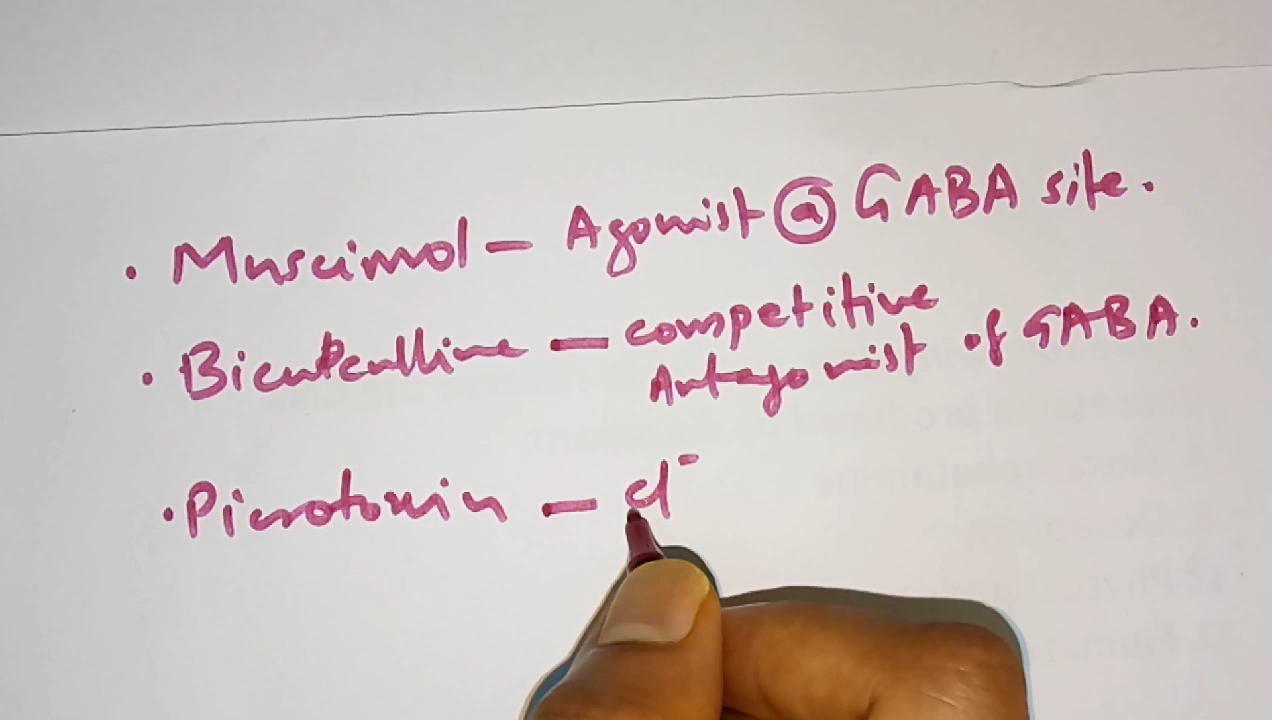 • Muscimol – Agonist @ GABA site.
• Bicuculline – competitive
Antagonist of GABA.
• Picrotoxin – Cl⁻